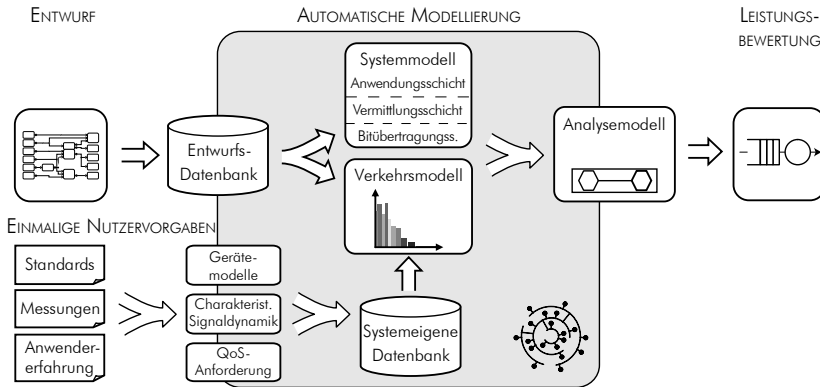 ENTWURF
AUTOMATISCHE MODELLIERUNG
LEISTUNGS-
BEWERTUNG
Systemmodell
Anwendungsschicht
Vermittlungsschicht
Bitübertragungss.
Entwurfs-
Datenbank
Verkehrsmodell
Analysemodell
EINMALIGE NUTZERVORGABEN
Standards
Messungen
Anwender-
erfahrung
Geräte-
modelle
Charakterist.
Signaldynamik
QoS-
Anforderung
Systemeigene
Datenbank